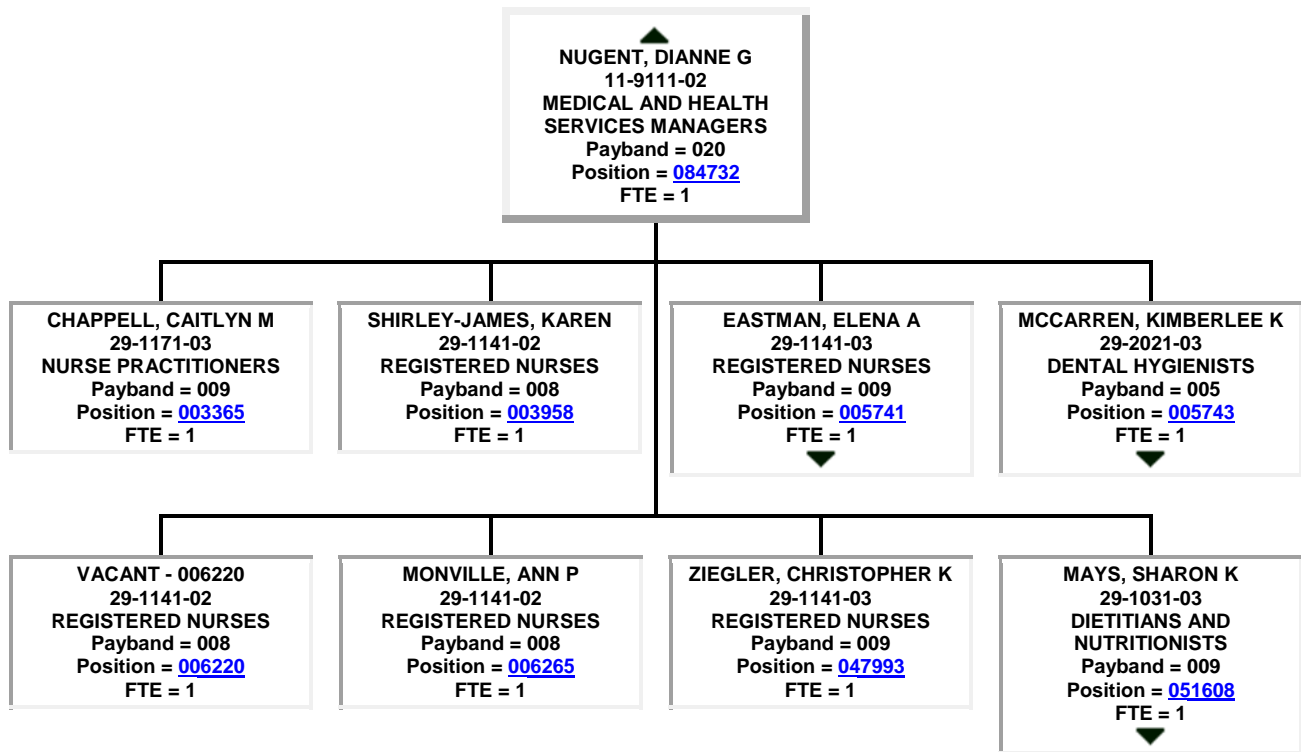 NUGENT, DIANNE G
11-9111-02
MEDICAL AND HEALTH
SERVICES MANAGERS
Payband = 020
Position = 084732
FTE = 1
CHAPPELL, CAITLYN M
29-1171-03
NURSE PRACTITIONERS
Payband = 009
Position = 003365
FTE = 1
SHIRLEY-JAMES, KAREN
29-1141-02
REGISTERED NURSES
Payband = 008
Position = 003958
FTE = 1
EASTMAN, ELENA A
29-1141-03
REGISTERED NURSES
Payband = 009
Position = 005741
FTE = 1
MCCARREN, KIMBERLEE K
29-2021-03
DENTAL HYGIENISTS
Payband = 005
Position = 005743
FTE = 1
VACANT - 006220
29-1141-02
REGISTERED NURSES
Payband = 008
Position = 006220
FTE = 1
MONVILLE, ANN P
29-1141-02
REGISTERED NURSES
Payband = 008
Position = 006265
FTE = 1
ZIEGLER, CHRISTOPHER K
29-1141-03
REGISTERED NURSES
Payband = 009
Position = 047993
FTE = 1
MAYS, SHARON K
29-1031-03
DIETITIANS AND
NUTRITIONISTS
Payband = 009
Position = 051608
FTE = 1